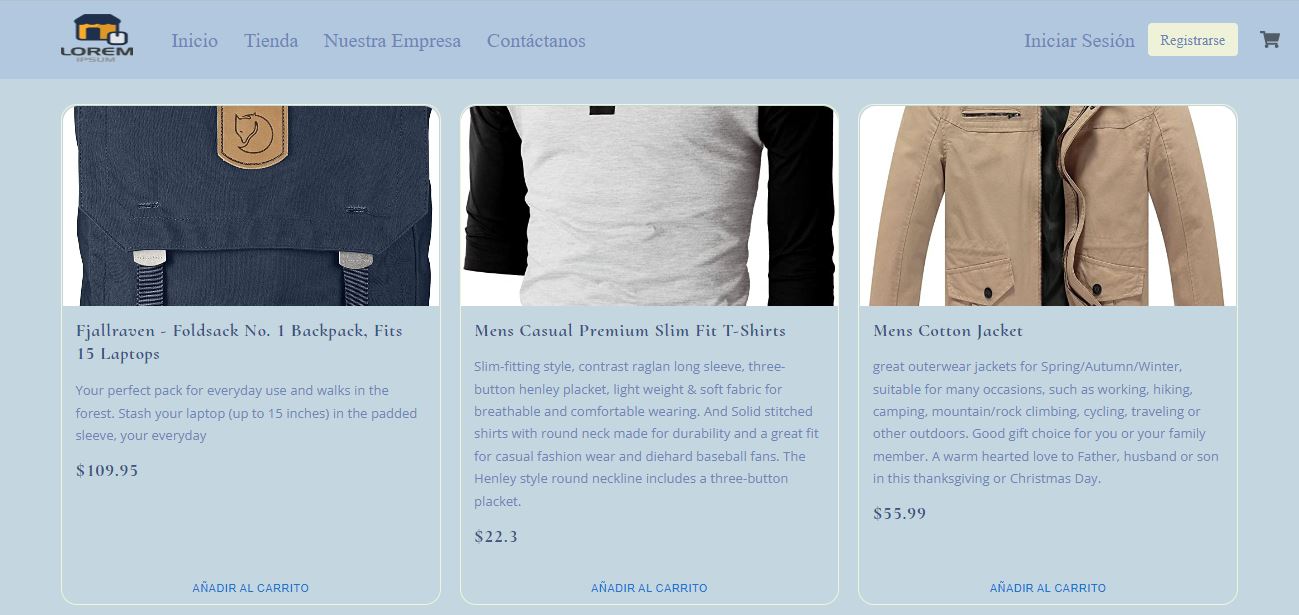 LOREM
IPSUM
Inicio Tienda Nuestra Empresa Contáctanos Iniciar Sesión Registrarse
Fjallraven - Foldsack No. 1 Backpack, Fits
15 Laptops
Your perfect pack for everyday use and walks in the
forest. Stash your laptop (up to 15 inches) in the padded
sleeve, your everyday
$109.95
AÑADIR AL CARRITO
Mens Casual Premium Slim Fit T-Shirts
Slim-fitting style, contrast raglan long sleeve, three-
button henley placket, light weight & soft fabric for
breathable and comfortable wearing. And Solid stitched
shirts with round neck made for durability and a great fit
for casual fashion wear and diehard baseball fans. The
Henley style round neckline includes a three-button
placket.
$22.3
AÑADIR AL CARRITO
Mens Cotton Jacket
great outerwear jackets for Spring/Autumn/Winter,
suitable for many occasions, such as working, hiking,
camping, mountain/rock climbing, cycling, traveling or
other outdoors. Good gift choice for you or your family
member. A warm hearted love to Father, husband or son
in this thanksgiving or Christmas Day.
$55.99
AÑADIR AL CARRITO